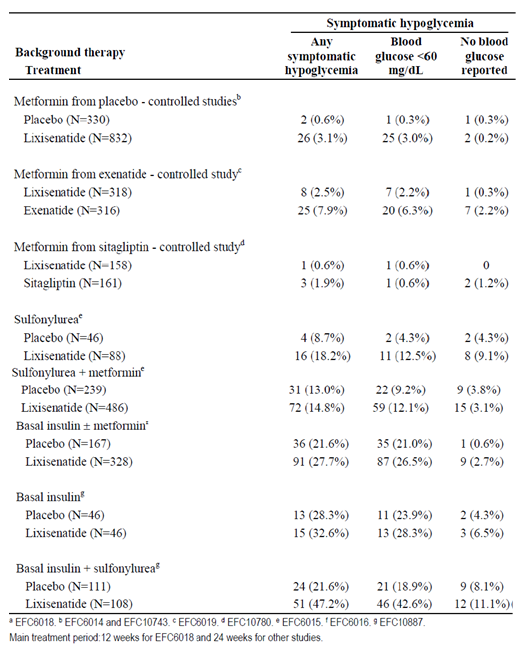 Symptomatic hypoglycemia
Background therapy Treatment Any symptomatic hypoglycemia Blood glucose <60 mg/dL No blood glucose reported
Metformin from placebo - controlled studiesb
Placebo (N=330) 2 (0.6%) 1 (0.3%) 1 (0.3%)
Lixisenatide (N=832) 26 (3.1%) 25 (3.0%) 2 (0.2%)
Metformin from exenatide - controlled studyc
Lixisenatide (N=318) 8 (2.5%) 7 (2.2%) 1 (0.3%)
Exenatide (N=316) 25 (7.9%) 20 (6.3%) 7 (2.2%)
Metformin from sitagliptin - controlled studyd
Lixisenatide (N=158) 1 (0.6%) 1 (0.6%) 0
Sitagliptin (N=161) 3 (1.9%) 1 (0.6%) 2 (1.2%)
Sulfonylureae
Placebo (N=46) 4 (8.7%) 2 (4.3%) 2 (4.3%)
Lixisenatide (N=88) 16 (18.2%) 11 (12.5%) 8 (9.1%)
Sulfonylurea + metformine
Placebo (N=239) 31 (13.0%) 22 (9.2%) 9 (3.8%)
Lixisenatide (N=486) 72 (14.8%) 59 (12.1%) 15 (3.1%)
Basal insulin ± metformin
Placebo (N=167) 36 (21.6%) 35 (21.0%) 1 (0.6%)
Lixisenatide (N=328) 91 (27.7%) 87 (26.5%) 9 (2.7%)
Basal insuling
Placebo (N=46) 13 (28.3%) 11 (23.9%) 2 (4.3%)
Lixisenatide (N=46) 15 (32.6%) 13 (28.3%) 3 (6.5%)
Basal insulin + sulfonylureag
Placebo (N=111) 24 (21.6%) 21 (18.9%) 9 (8.1%)
Lixisenatide (N=108) 51 (47.2%) 46 (42.6%) 12 (11.1%)(
a EFC6018. b EFC6014 and EFC10743. c EFC6019. d EFC10780. e EFC6015. f EFC6016. g EFC10887.
Main treatment period:12 weeks for EFC6018 and 24 weeks for other studies.